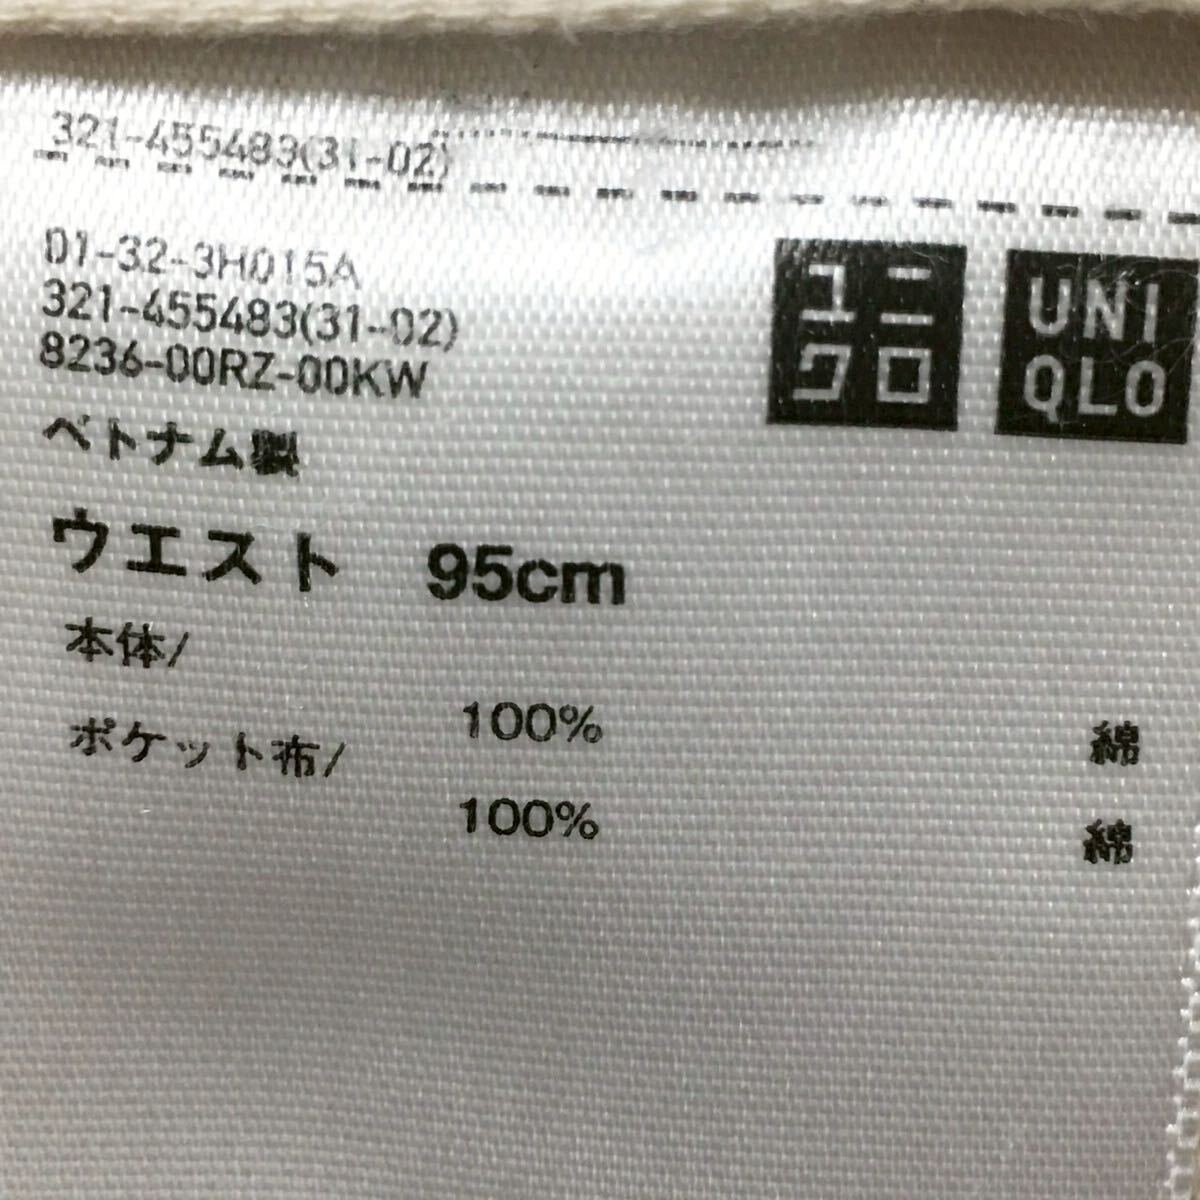 321-455483(31-02)
01-32-3H015A
321-455483(31-02)
8236-00RZ-00KW
ユニ
クロ
UNI
QLO
ベトナム製
ウエスト 95cm
本体/
100% 綿
ポケット布/
100% 綿